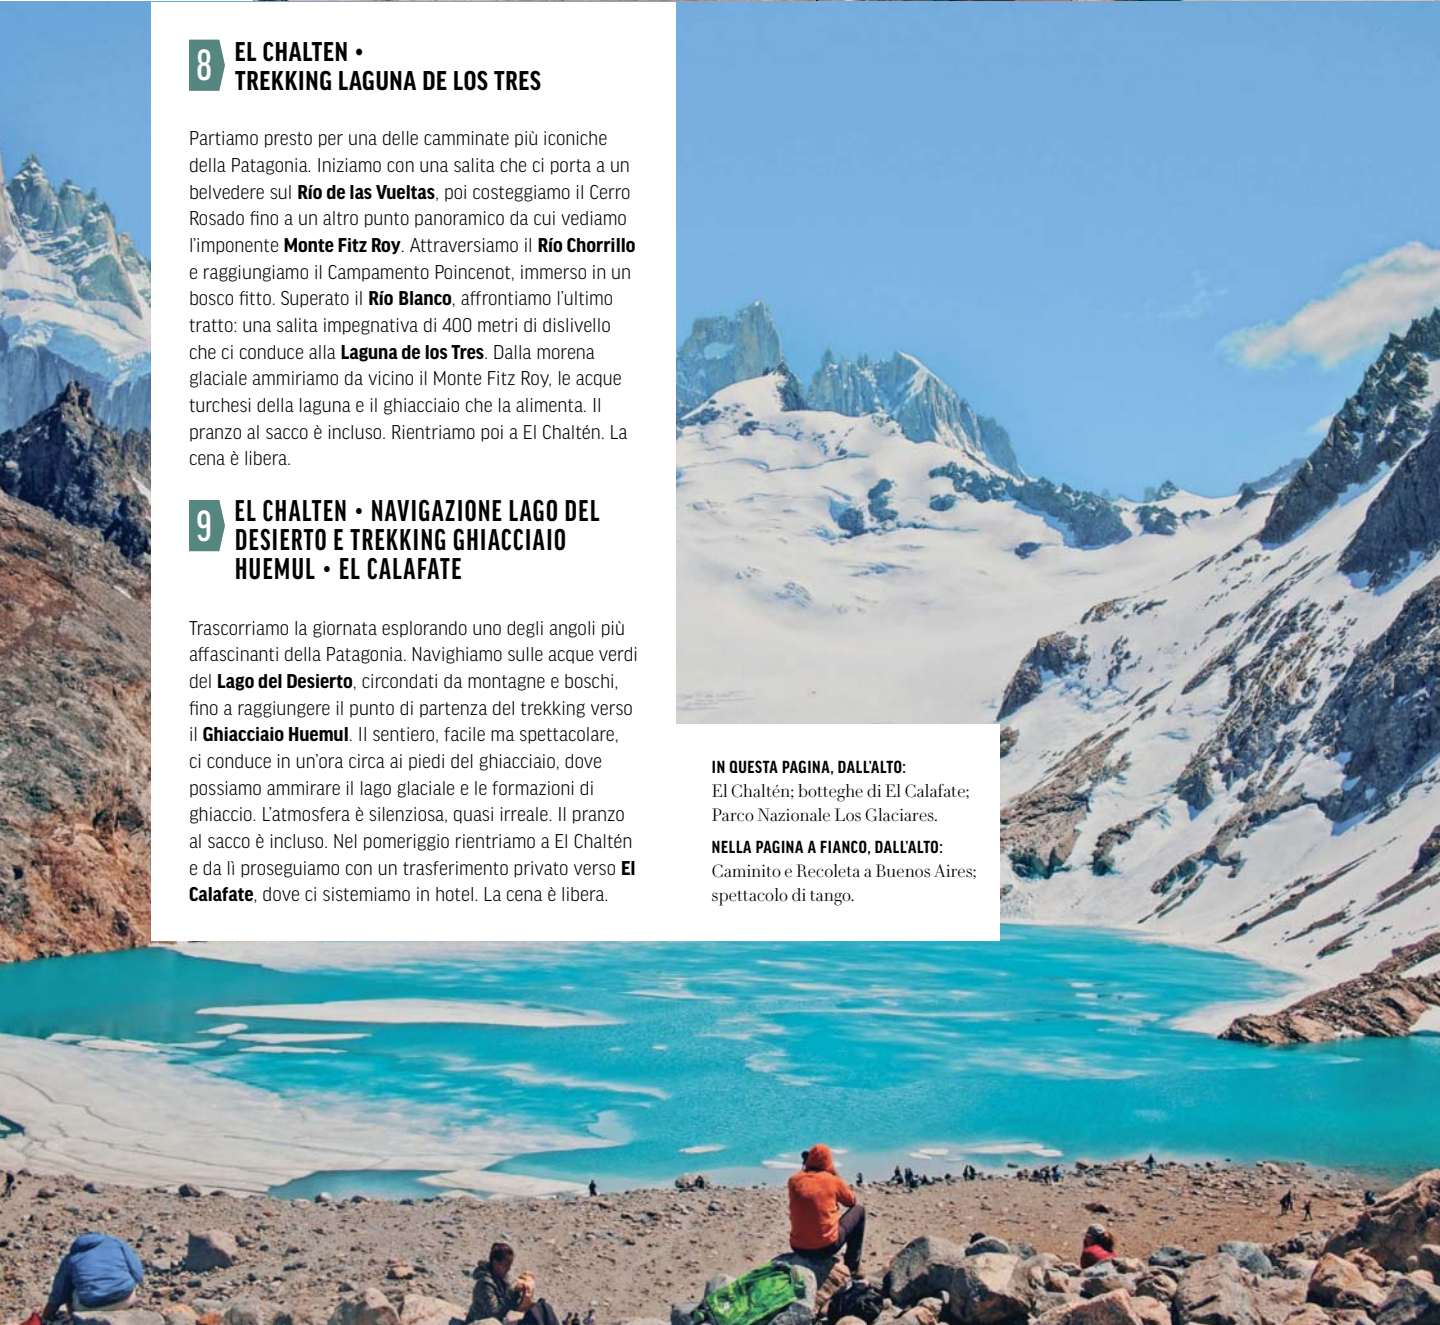 8
EL CHALTEN •
TREKKING LAGUNA DE LOS TRES
Partiamo presto per una delle camminate più iconiche
della Patagonia. Iniziamo con una salita che ci porta a un
belvedere sul Río de las Vueltas, poi costeggiamo il Cerro
Rosado fino a un altro punto panoramico da cui vediamo
l'imponente Monte Fitz Roy. Attraversiamo il Río Chorrillo
e raggiungiamo il Campamento Poincenot, immerso in un
bosco fitto. Superato il Río Blanco, affrontiamo l'ultimo
tratto: una salita impegnativa di 400 metri di dislivello
che ci conduce alla Laguna de los Tres. Dalla morena
glaciale ammiriamo da vicino il Monte Fitz Roy, le acque
turchesi della laguna e il ghiacciaio che la alimenta. Il
pranzo al sacco è incluso. Rientriamo poi a El Chaltén. La
cena è libera.
9
EL CHALTEN • NAVIGAZIONE LAGO DEL
DESIERTO E TREKKING GHIACCIAIO
HUEMUL • EL CALAFATE
Trascorriamo la giornata esplorando uno degli angoli più
affascinanti della Patagonia. Navighiamo sulle acque verdi
del Lago del Desierto, circondati da montagne e boschi,
fino a raggiungere il punto di partenza del trekking verso
il Ghiacciaio Huemul. Il sentiero, facile ma spettacolare,
ci conduce in un'ora circa ai piedi del ghiacciaio, dove
possiamo ammirare il lago glaciale e le formazioni di
ghiaccio. L'atmosfera è silenziosa, quasi irreale. Il pranzo
al sacco è incluso. Nel pomeriggio rientriamo a El Chaltén
e da lì proseguiamo con un trasferimento privato verso El
Calafate, dove ci sistemiamo in hotel. La cena è libera.
IN QUESTA PAGINA, DALL'ALTO:
El Chaltén; botteghe di El Calafate;
Parco Nazionale Los Glaciares.
NELLA PAGINA A FIANCO, DALL'ALTO:
Caminito e Recoleta a Buenos Aires;
spettacolo di tango.